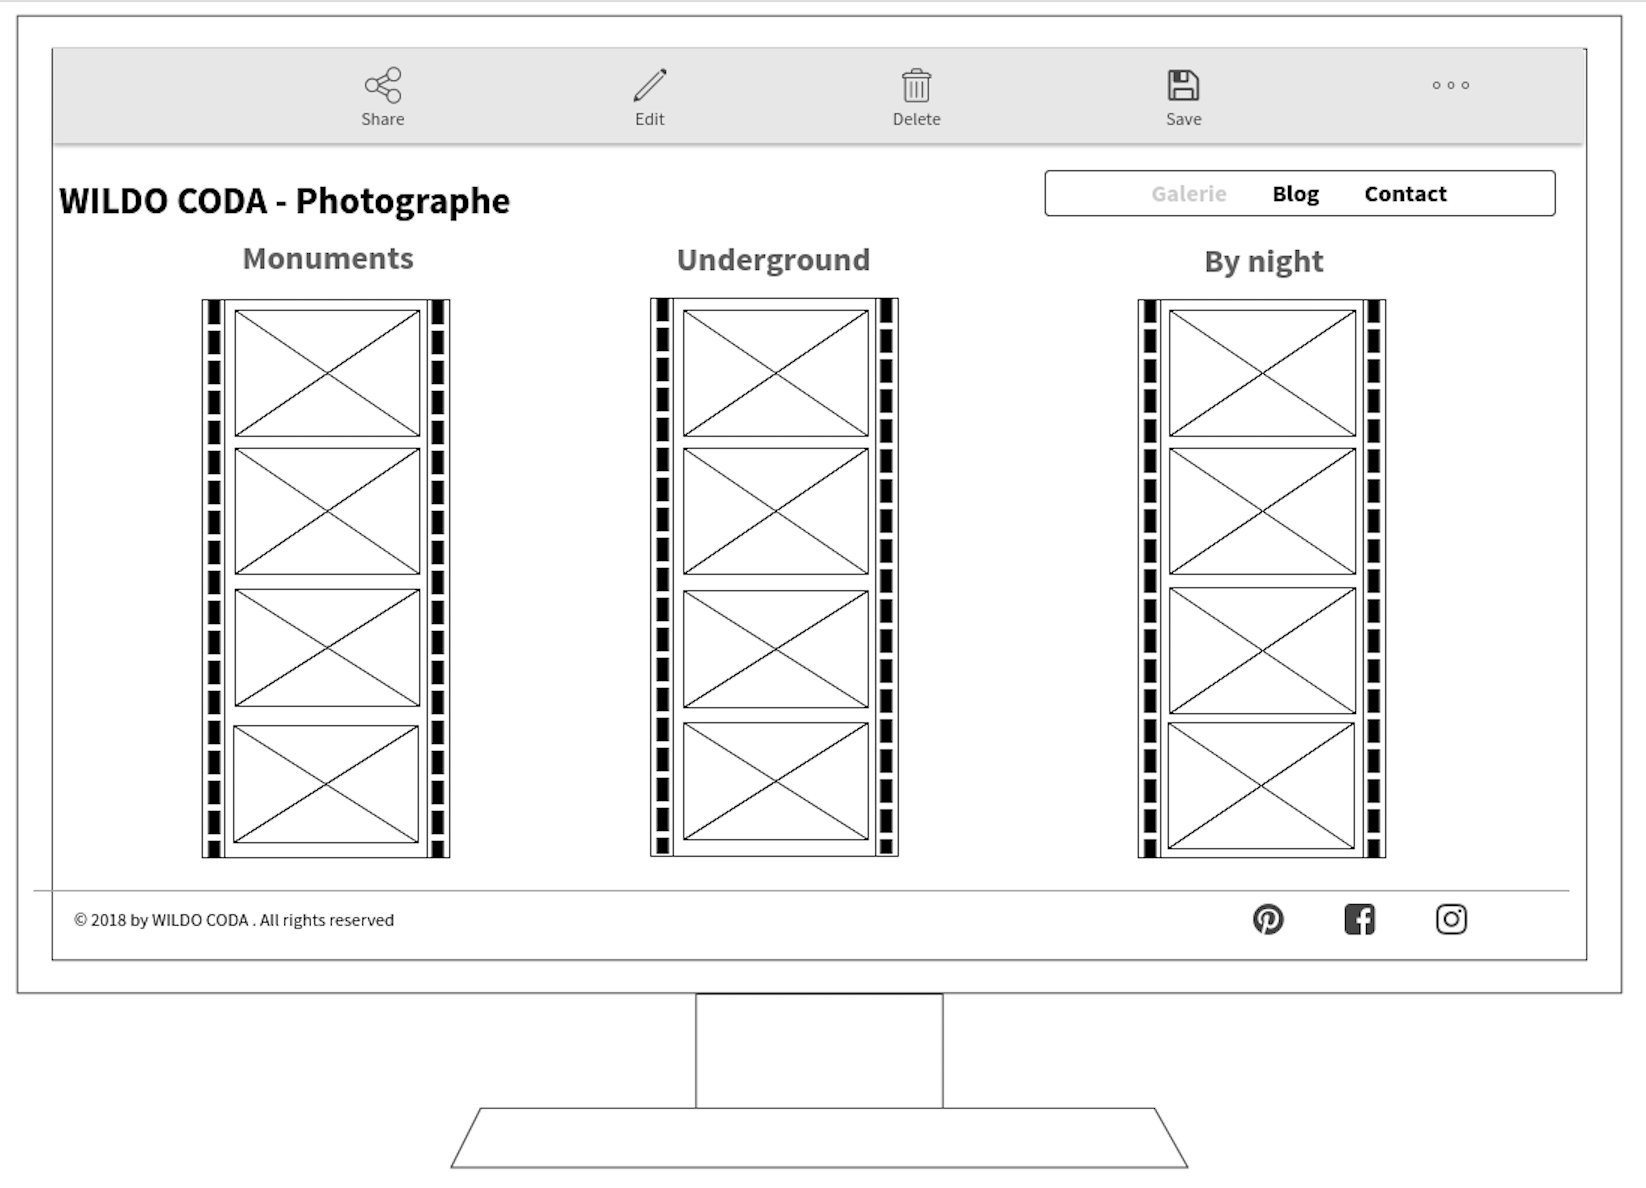 Share Edit Delete Save
WILDO CODA - Photographe
Galerie Blog Contact
Monuments Underground By night
© 2018 by WILDO CODA . All rights reserved